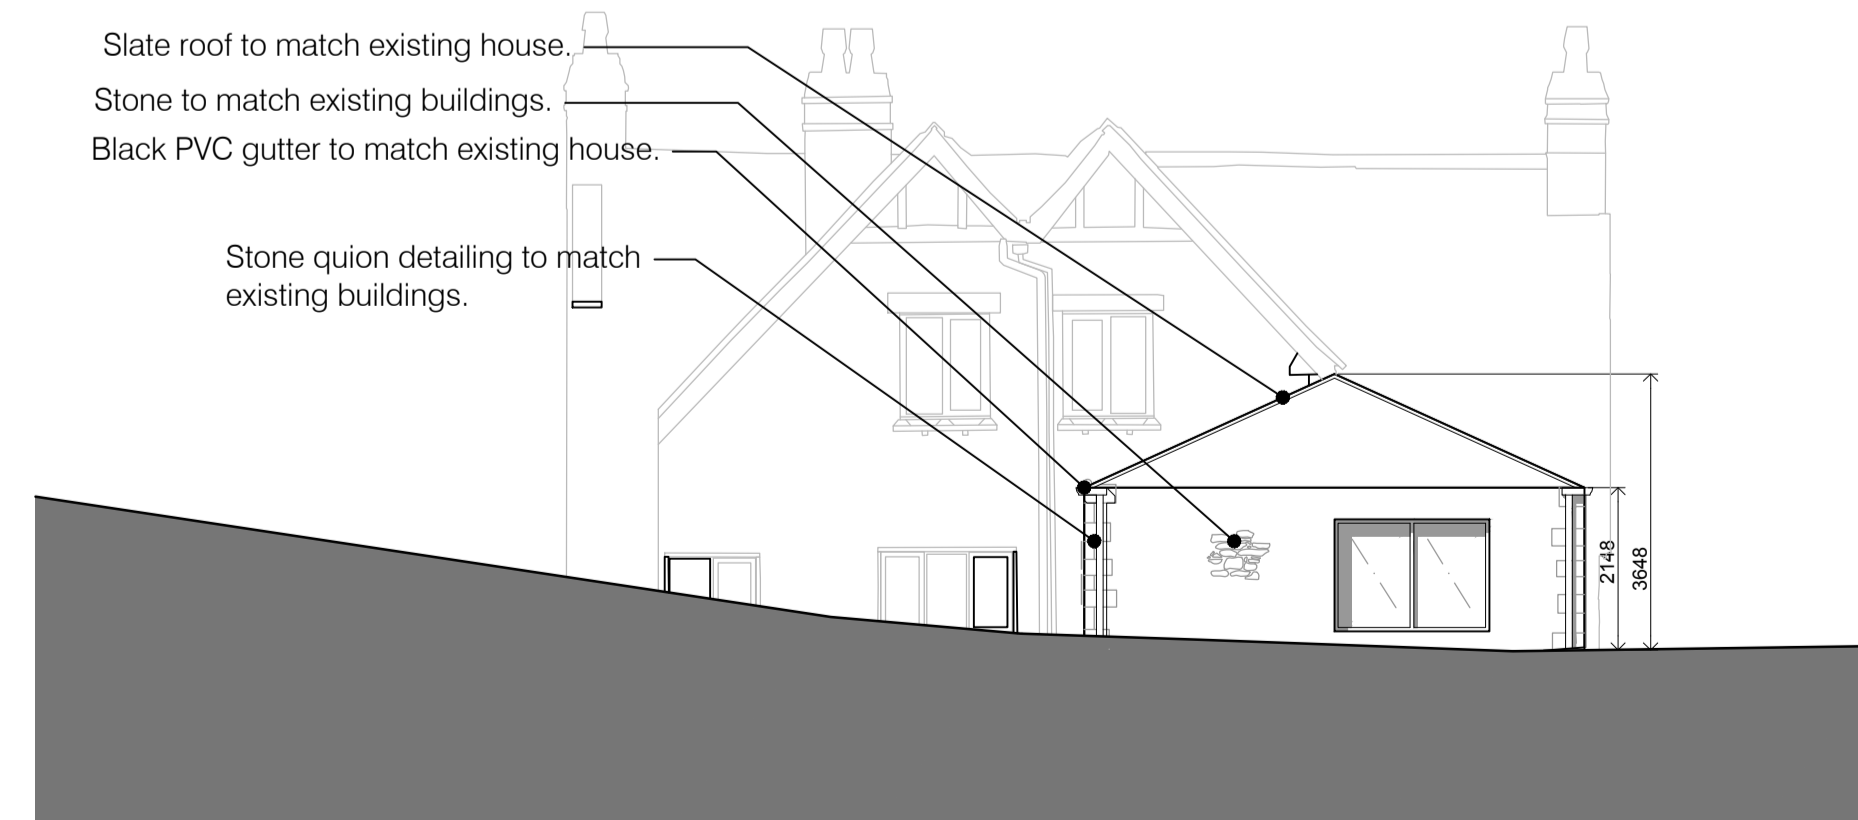 Slate roof to match existing house.
Stone to match existing buildings.
Black PVC gutter to match existing house.
Stone quion detailing to match
existing buildings.
2148
3648